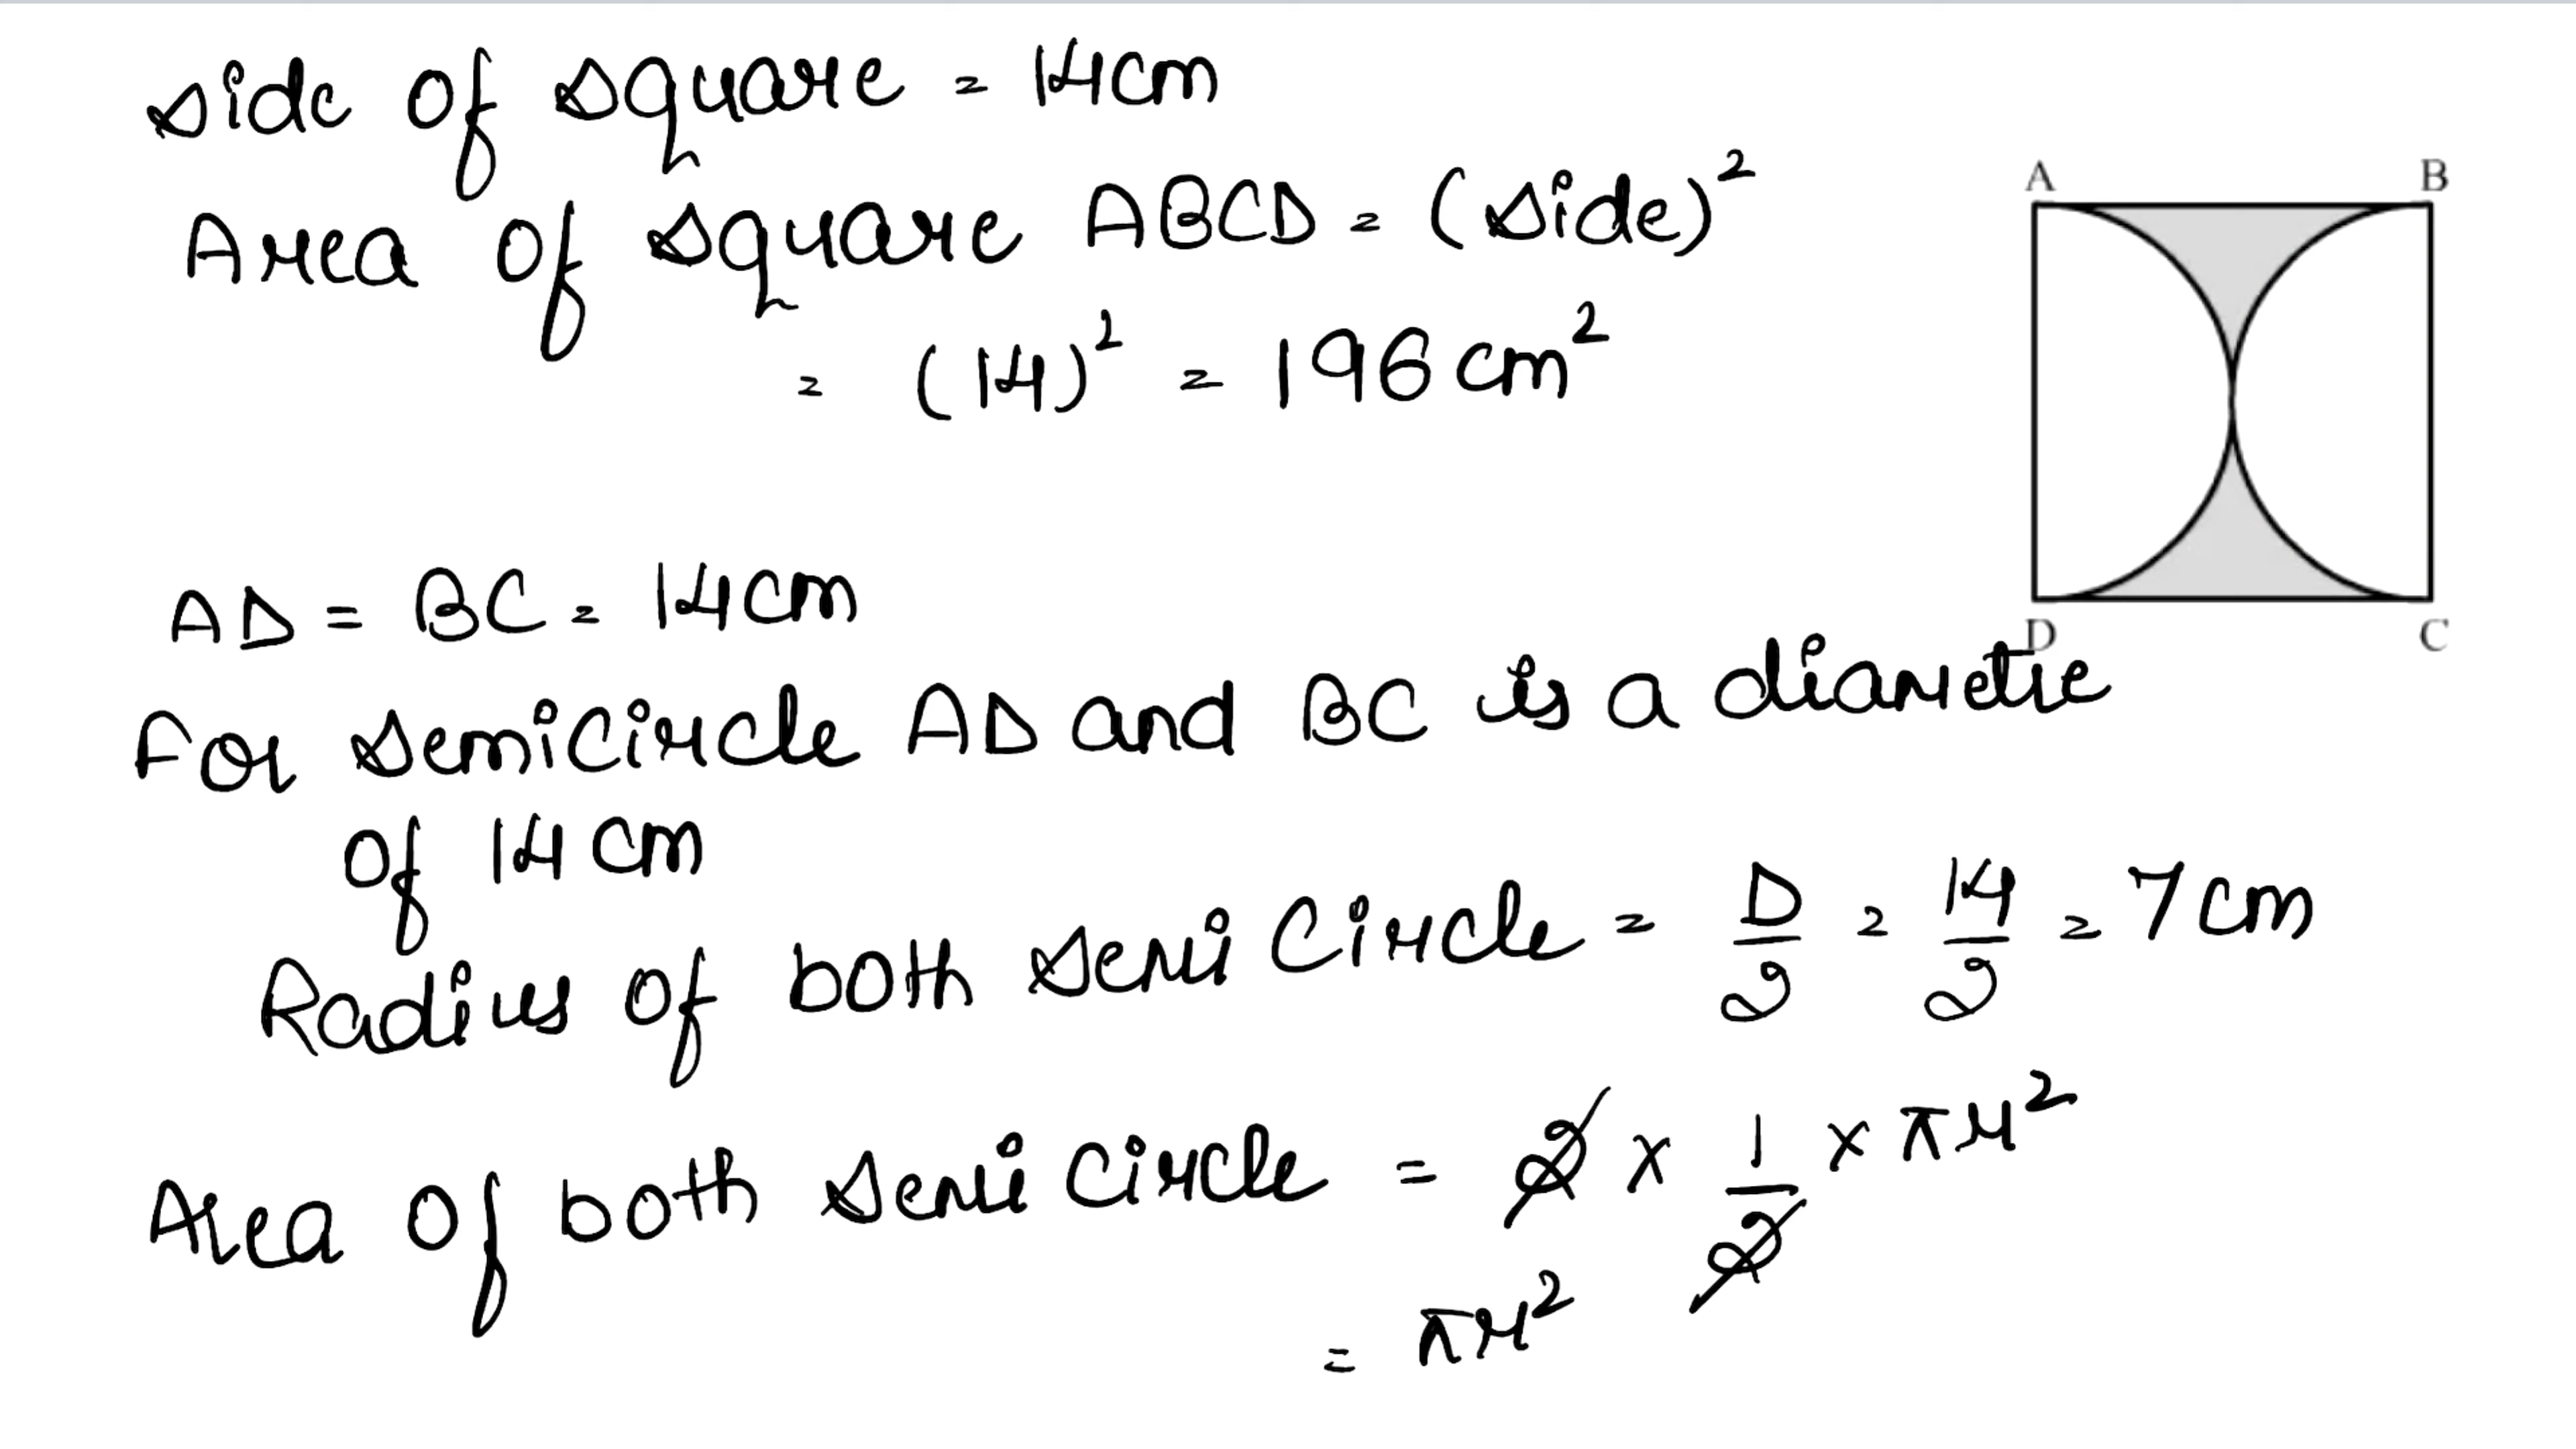 side of square = 14cm
Area of square ABCD = (side)²
= (14)² = 196 cm²
A B
D C
AD = BC = 14cm
For semicircle AD and BC is a diametre
of 14 cm
Radius of both semi circle = D/2 = 14/2 = 7 cm
Area of both semi circle = 2 × 1/2 × πr²
= πr²